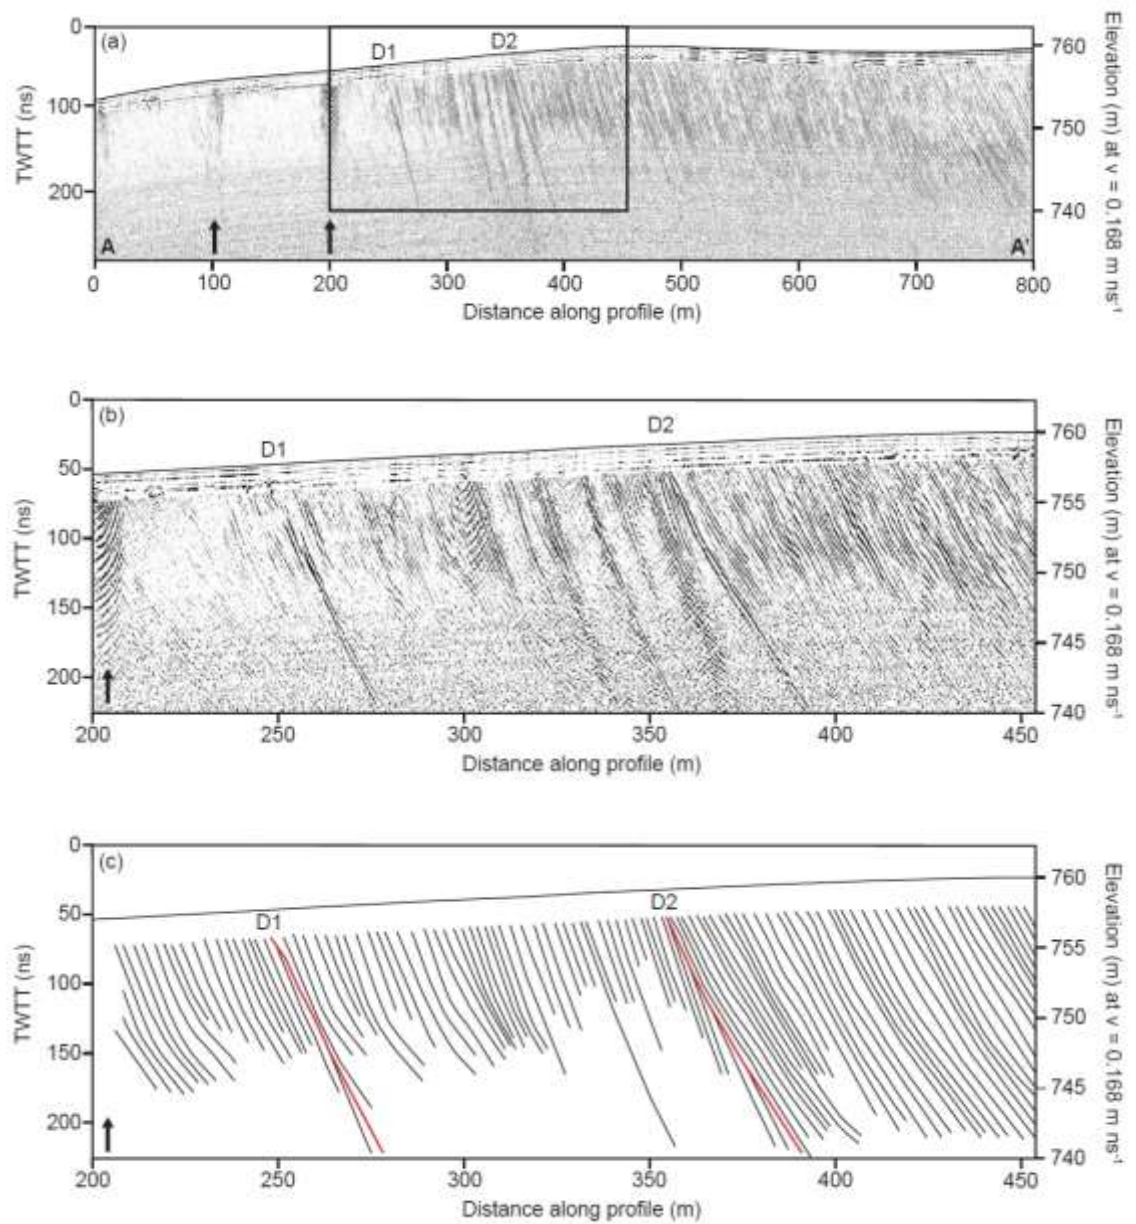 (a)
D1
D2
0
100
200
TWTT (ns)
760
750
740
Elevation (m) at v = 0.168 m ns⁻¹
A
A'
0 100 200 300 400 500 600 700 800
Distance along profile (m)
(b)
D1
D2
0
50
100
150
200
TWTT (ns)
760
755
750
745
740
Elevation (m) at v = 0.168 m ns⁻¹
200 250 300 350 400 450
Distance along profile (m)
(c)
D1
D2
0
50
100
150
200
TWTT (ns)
760
755
750
745
740
Elevation (m) at v = 0.168 m ns⁻¹
200 250 300 350 400 450
Distance along profile (m)